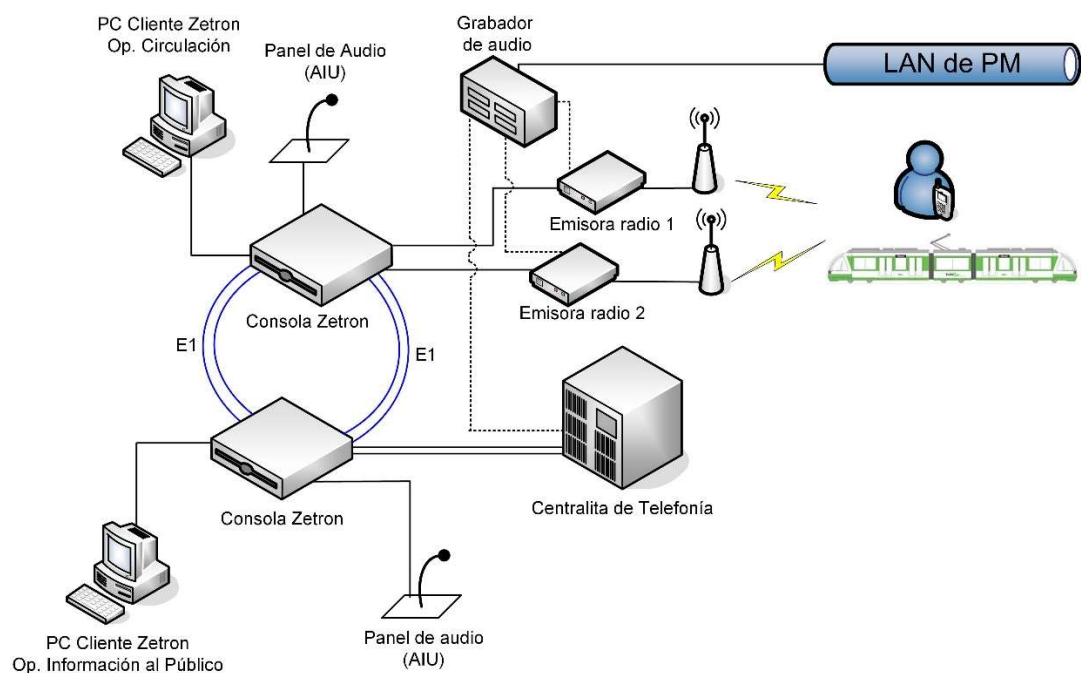 PC Cliente Zetron
Op. Circulación
Panel de Audio
(AIU)
Grabador
de audio
LAN de PM
Emisora radio 1
Emisora radio 2
Consola Zetron
E1
E1
Consola Zetron
Centralita de Telefonía
PC Cliente Zetron
Op. Información al Público
Panel de audio
(AIU)